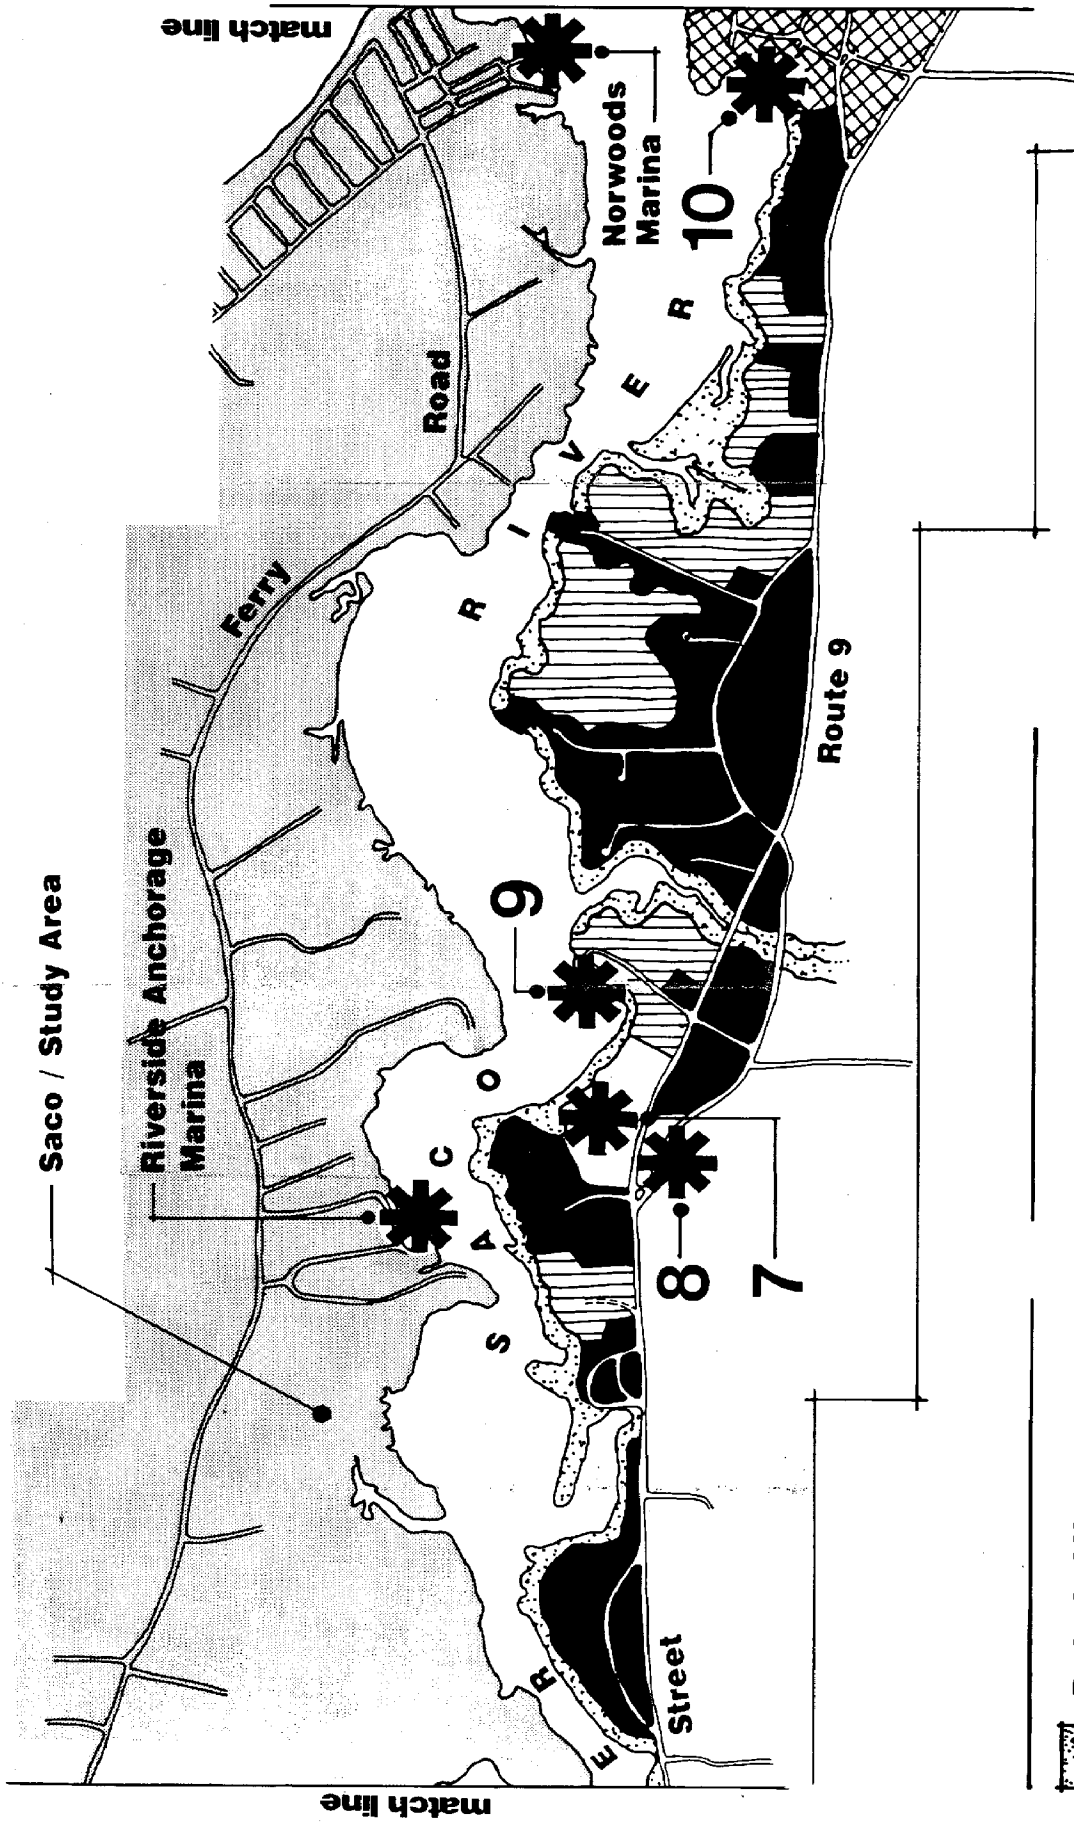 match line
Saco / Study Area
Riverside Anchorage
Marina
Ferry
Road
Norwoods
Marina
10
9
8
7
S A C O R I V E R
E R
Street
Route 9
match line